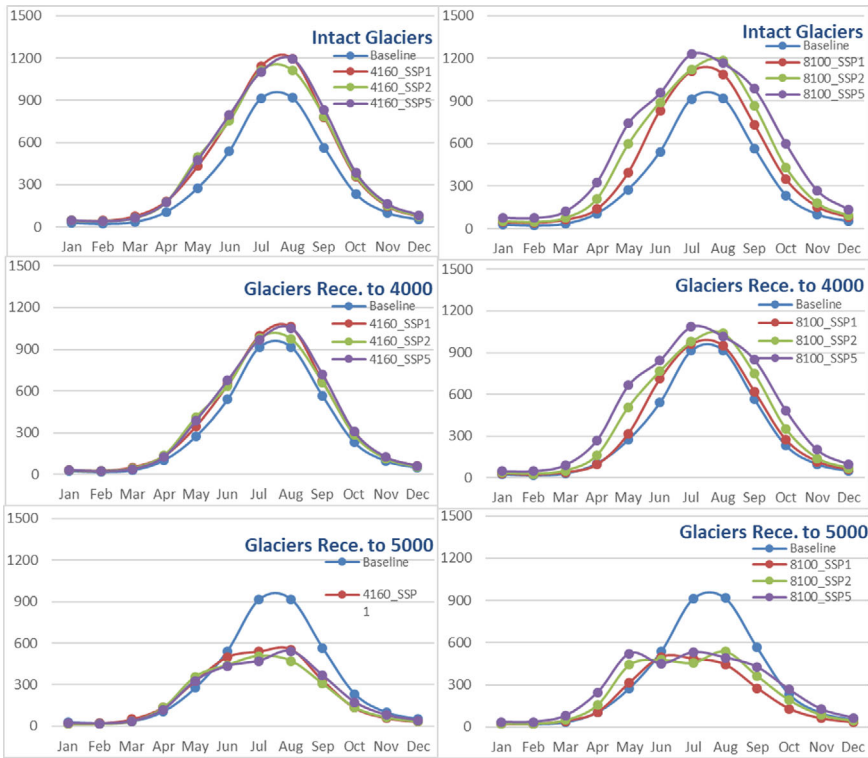 Intact Glaciers
1500
1200
900
600
300
0
Baseline
4160_SSP1
4160_SSP2
4160_SSP5
Jan Feb Mar Apr May Jun Jul Aug Sep Oct Nov Dec
Intact Glaciers
1500
1200
900
600
300
0
Baseline
8100_SSP1
8100_SSP2
8100_SSP5
Jan Feb Mar Apr May Jun Jul Aug Sep Oct Nov Dec
Glaciers Rece. to 4000
1500
1200
900
600
300
0
Baseline
4160_SSP1
4160_SSP2
4160_SSP5
Jan Feb Mar Apr May Jun Jul Aug Sep Oct Nov Dec
Glaciers Rece. to 4000
1500
1200
900
600
300
0
Baseline
8100_SSP1
8100_SSP2
8100_SSP5
Jan Feb Mar Apr May Jun Jul Aug Sep Oct Nov Dec
Glaciers Rece. to 5000
1500
1200
900
600
300
0
Baseline
4160_SSP
1
Jan Feb Mar Apr May Jun Jul Aug Sep Oct Nov Dec
Glaciers Rece. to 5000
1500
1200
900
600
300
0
Baseline
8100_SSP1
8100_SSP2
8100_SSP5
Jan Feb Mar Apr May Jun Jul Aug Sep Oct Nov Dec